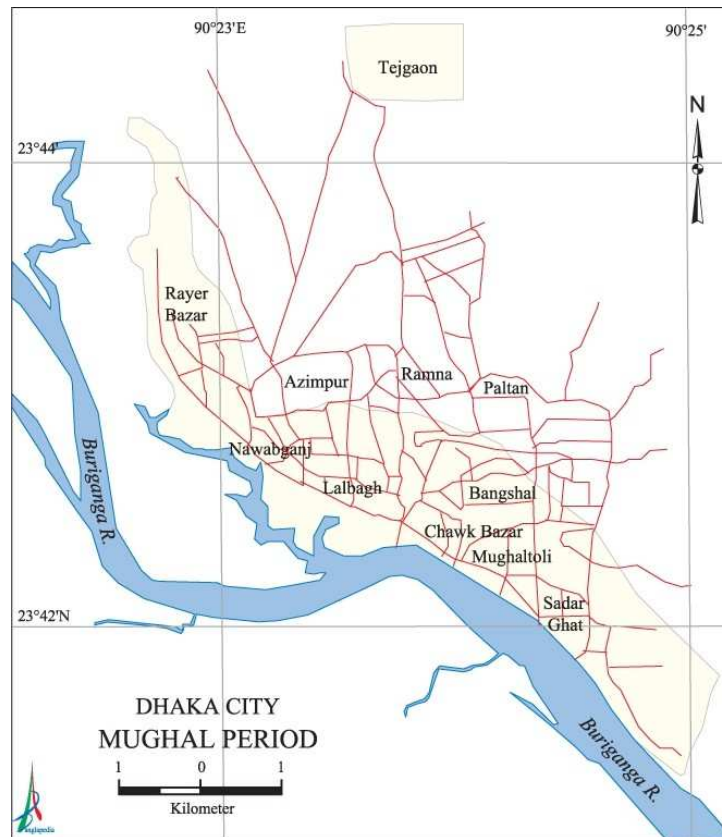 90°23'E
90°25'
Tejgaon
N
23°44'
Rayer
Bazar
Azimpur
Ramna
Paltan
Nawabganj
Lalbagh
Bangshal
Buriganga R.
Chawk Bazar
Mughaltoli
Sadar
Ghat
23°42'N
DHAKA CITY
MUGHAL PERIOD
1 0 1
Kilometer
Buriganga R.
anglapedia